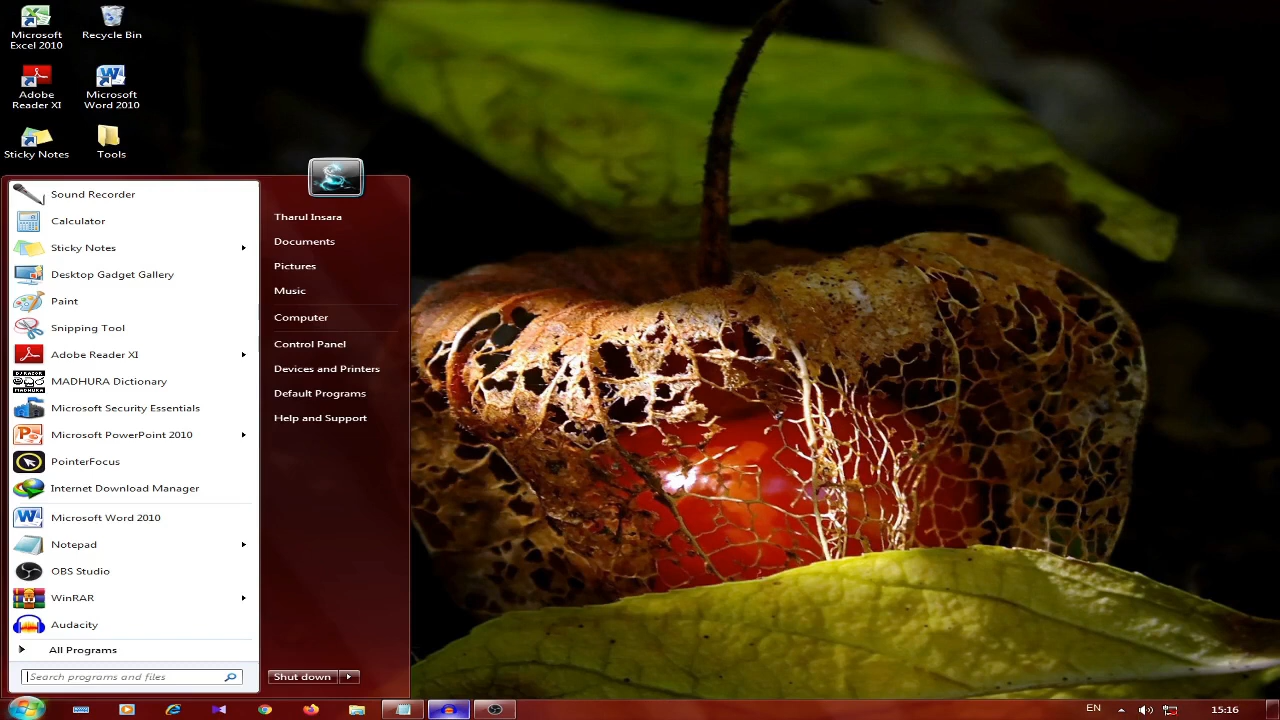 Microsoft
Excel 2010
Recycle Bin
Adobe
Reader XI
Microsoft
Word 2010
Sticky Notes
Tools
Sound Recorder
Calculator
Sticky Notes
Desktop Gadget Gallery
Paint
Snipping Tool
Adobe Reader XI
MADHURA Dictionary
Microsoft Security Essentials
Microsoft PowerPoint 2010
PointerFocus
Internet Download Manager
Microsoft Word 2010
Notepad
OBS Studio
WinRAR
Audacity
All Programs
Search programs and files
Tharul Insara
Documents
Pictures
Music
Computer
Control Panel
Devices and Printers
Default Programs
Help and Support
Shut down
EN
15:16